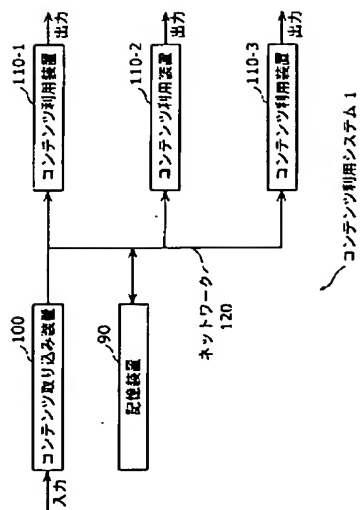 入力
100
コンテンツ取り込み装置
90
記憶装置
ネットワーク
120
110-1
コンテンツ利用装置
出力
110-2
コンテンツ利用装置
出力
110-3
コンテンツ利用装置
出力
コンテンツ利用システム 1